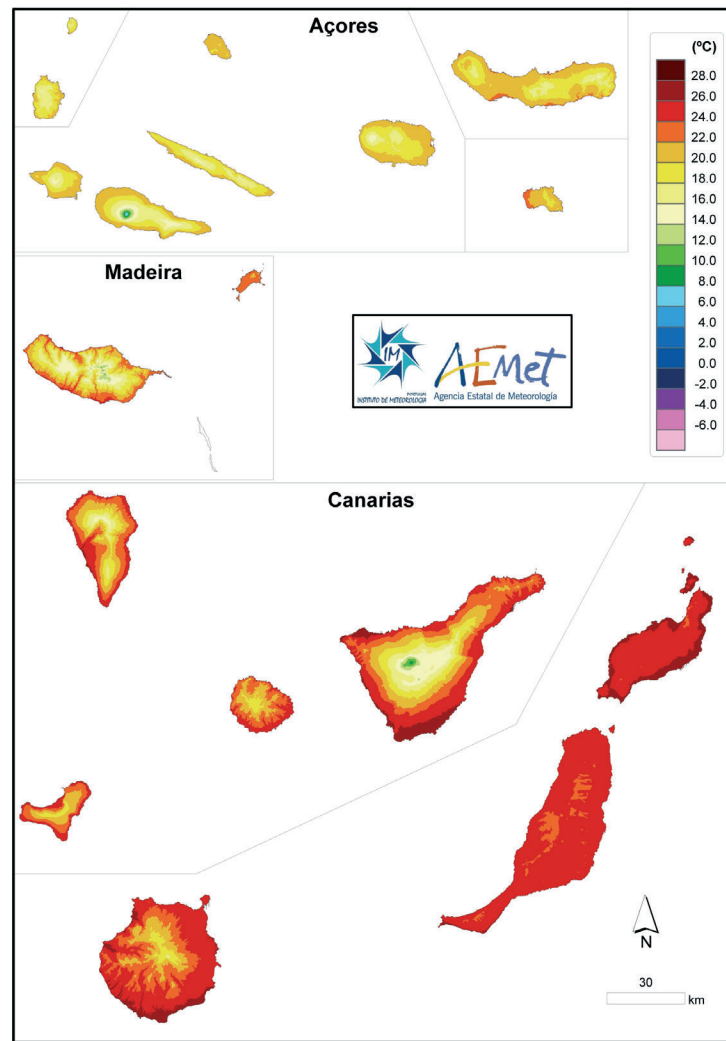 Açores
(ºC)
28.0
26.0
24.0
22.0
20.0
18.0
16.0
14.0
12.0
10.0
8.0
6.0
4.0
2.0
0.0
-2.0
-4.0
-6.0
Madeira
IM
PORTUGAL
INSTITUTO DE METEOROLOGIA
AEMet
Agencia Estatal de Meteorología
Canarias
N
30
km